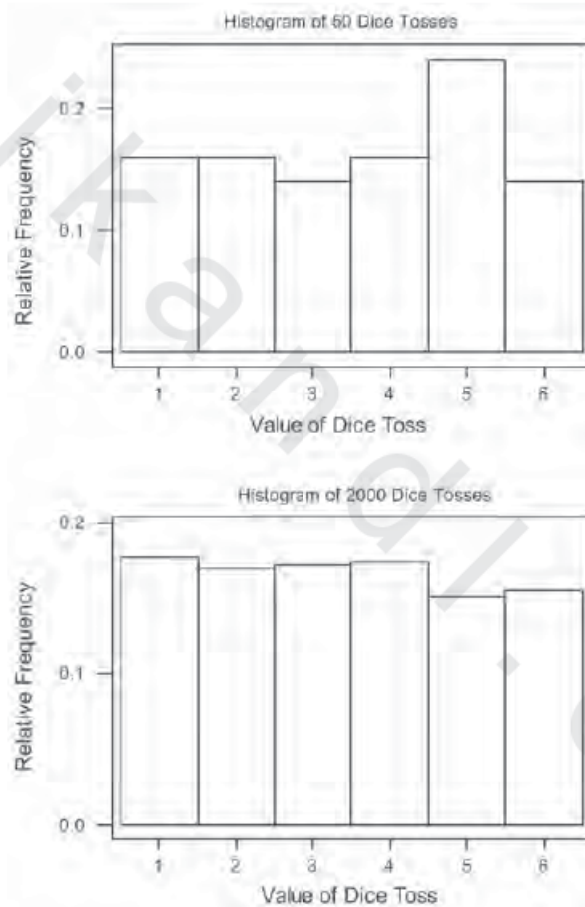 Histogram of 50 Dice Tosses
0.2
0.1
0.0
Relative Frequency
1 2 3 4 5 6
Value of Dice Toss
Histogram of 2000 Dice Tosses
0.2
0.1
0.0
Relative Frequency
1 2 3 4 5 6
Value of Dice Toss